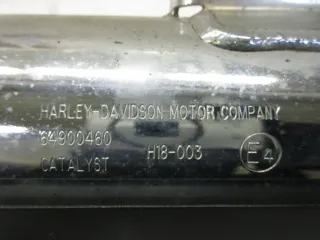 HARLEY-DAVIDSON MOTOR COMPANY
64900460
CATALYST H18-003 E4